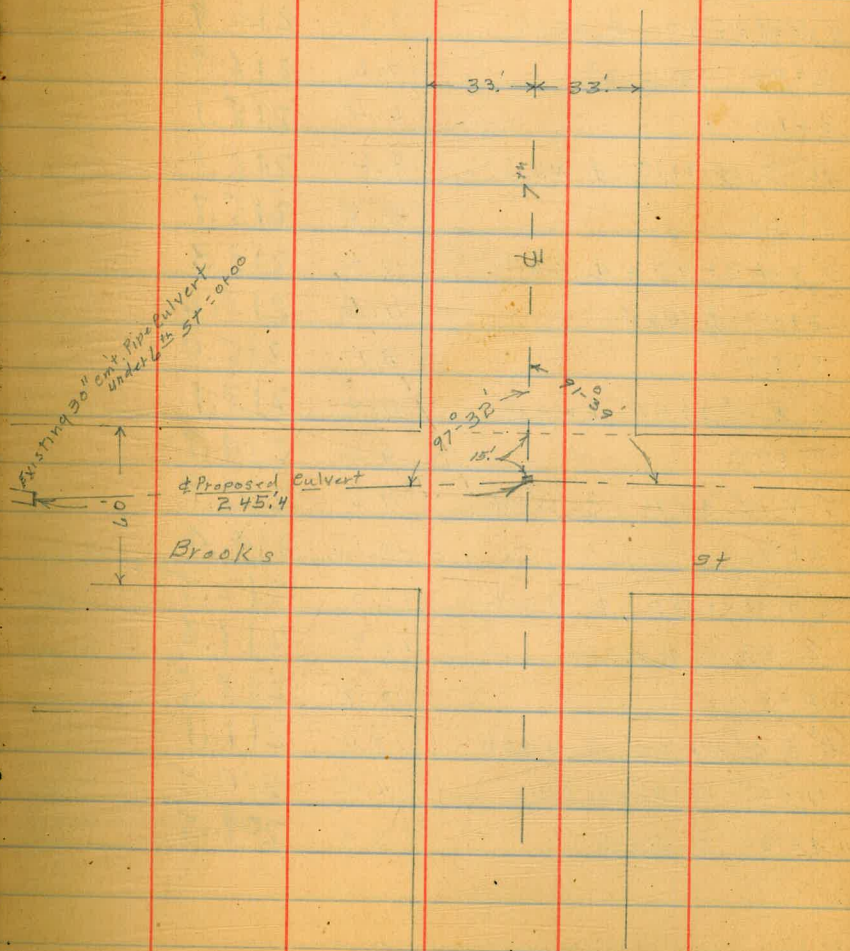 33.' 33'.
℄ — 7th
Existing 30" cm't. Pipe Culvert
under 6th St = 0+00
97°-32'
91°-39'
15.'
℄ Proposed Culvert
245.'4
60'
Brooks St